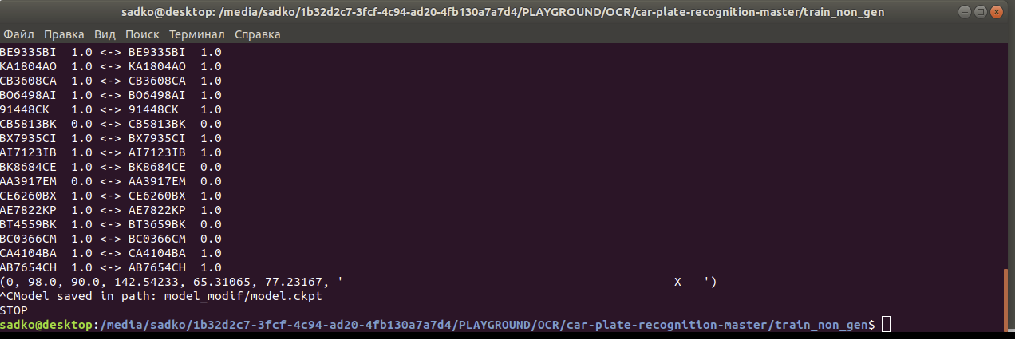 sadko@desktop: /media/sadko/1b32d2c7-3fcf-4c94-ad20-4fb130a7a7d4/PLAYGROUND/OCR/car-plate-recognition-master/train_non_gen
Файл Правка Вид Поиск Терминал Справка
BE9335BI 1.0 <-> BE9335BI 1.0
KA1804AO 1.0 <-> KA1804AO 1.0
CB3608CA 1.0 <-> CB3608CA 1.0
BO6498AI 1.0 <-> BO6498AI 1.0
91448CK 1.0 <-> 91448CK 1.0
CB5813BK 0.0 <-> CB5813BK 0.0
BX7935CI 1.0 <-> BX7935CI 1.0
AI7123IB 1.0 <-> AI7123IB 1.0
BK8684CE 1.0 <-> BK8684CE 0.0
AA3917EM 0.0 <-> AA3917EM 0.0
CE6260BX 1.0 <-> CE6260BX 1.0
AE7822KP 1.0 <-> AE7822KP 1.0
BT4559BK 1.0 <-> BT3659BK 0.0
BC0366CM 1.0 <-> BC0366CM 0.0
CA4104BA 1.0 <-> CA4104BA 1.0
AB7654CH 1.0 <-> AB7654CH 1.0
(0, 98.0, 90.0, 142.54233, 65.31065, 77.23167, ' X ')
^CModel saved in path: model_modif/model.ckpt
STOP
sadko@desktop:/media/sadko/1b32d2c7-3fcf-4c94-ad20-4fb130a7a7d4/PLAYGROUND/OCR/car-plate-recognition-master/train_non_gen$